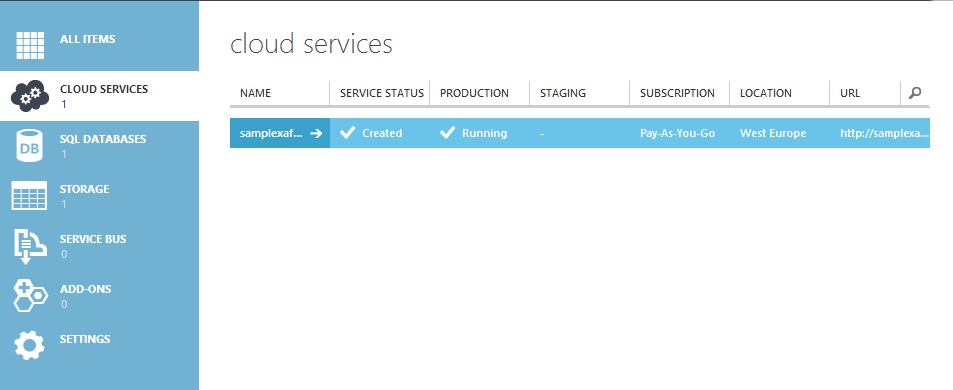 ALL ITEMS
CLOUD SERVICES
1
DB
SQL DATABASES
1
STORAGE
1
SERVICE BUS
0
ADD-ONS
0
SETTINGS
cloud services
NAME SERVICE STATUS PRODUCTION STAGING SUBSCRIPTION LOCATION URL
samplexaf... Created Running - Pay-As-You-Go West Europe http://samplexa...